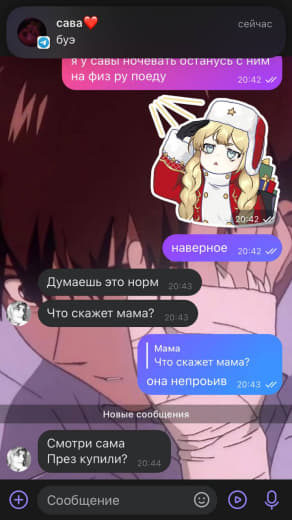 сава❤️
сейчас
буэ
я у савы ночевать останусь с ним
на физ ру поеду
20:42
20:42
наверное 20:42
Думаешь это норм 20:43
Что скажет мама? 20:43
Мама
Что скажет мама?
она непроьив 20:43
Новые сообщения
Смотри сама
През купили? 20:44
Сообщение